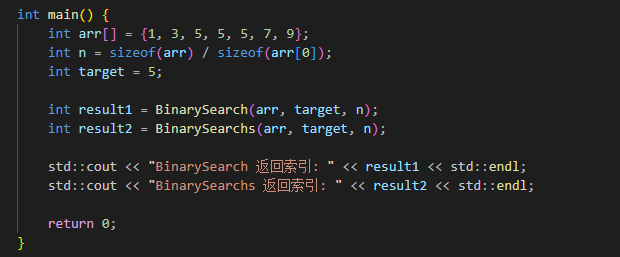 int main() {
    int arr[] = {1, 3, 5, 5, 5, 7, 9};
    int n = sizeof(arr) / sizeof(arr[0]);
    int target = 5;

    int result1 = BinarySearch(arr, target, n);
    int result2 = BinarySearchs(arr, target, n);

    std::cout << "BinarySearch 返回索引: " << result1 << std::endl;
    std::cout << "BinarySearchs 返回索引: " << result2 << std::endl;

    return 0;
}